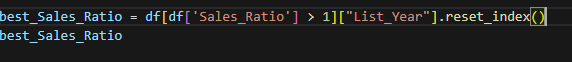 best_Sales_Ratio = df[df['Sales_Ratio'] > 1]["List_Year"].reset_index()
best_Sales_Ratio